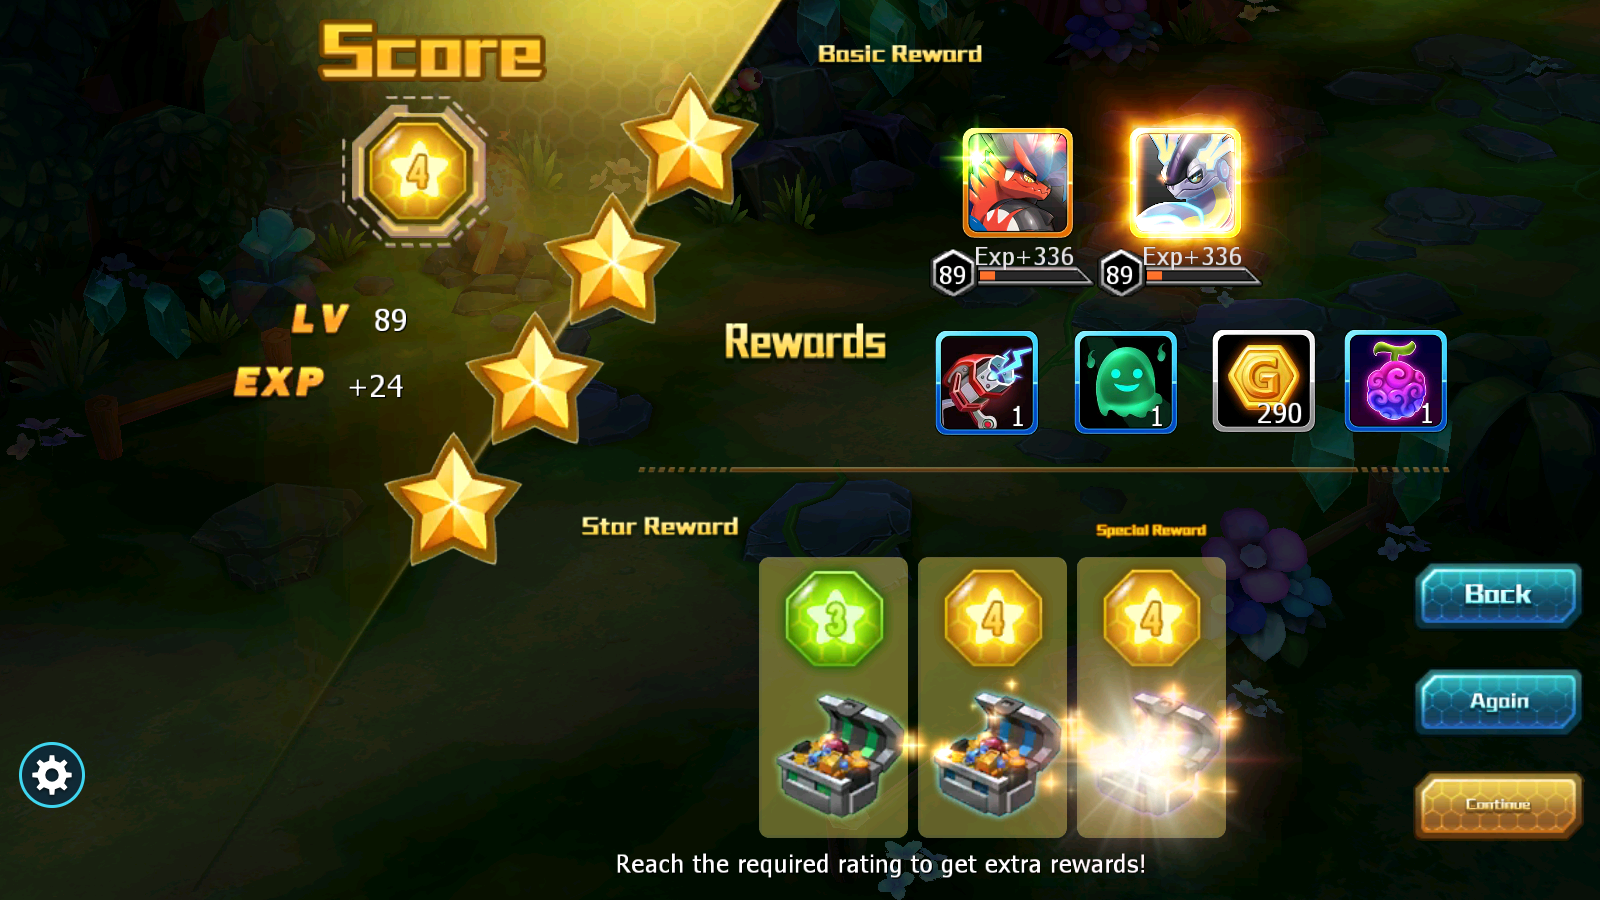 Score
4
LV 89
EXP +24
Basic Reward
Exp+336
89
Exp+336
89
Rewards
1
1
G
290
1
Star Reward
Special Reward
3
4
4
Back
Again
Continue
Reach the required rating to get extra rewards!